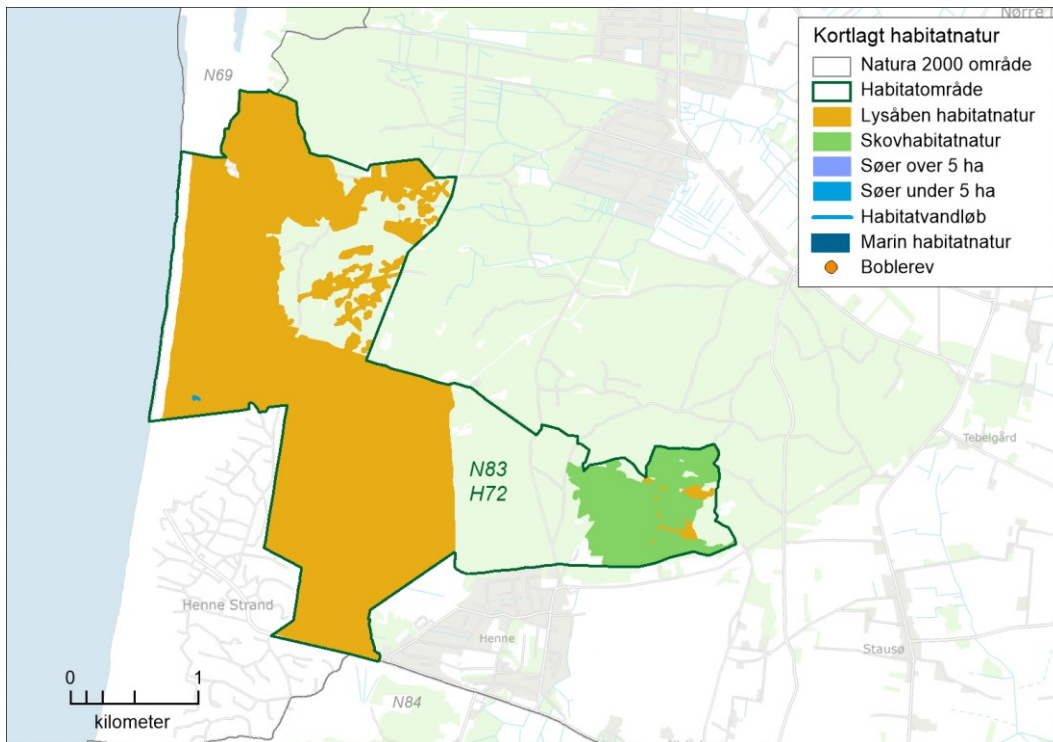 Nørre
Kortlagt habitatnatur
Natura 2000 område
Habitatområde
Lysåben habitatnatur
Skovhabitatnatur
Søer over 5 ha
Søer under 5 ha
Habitatvandløb
Marin habitatnatur
Boblerev
N69
Tebelgård
N83
H72
Henne Strand
Henne
Stausø
N84
0
1
kilometer